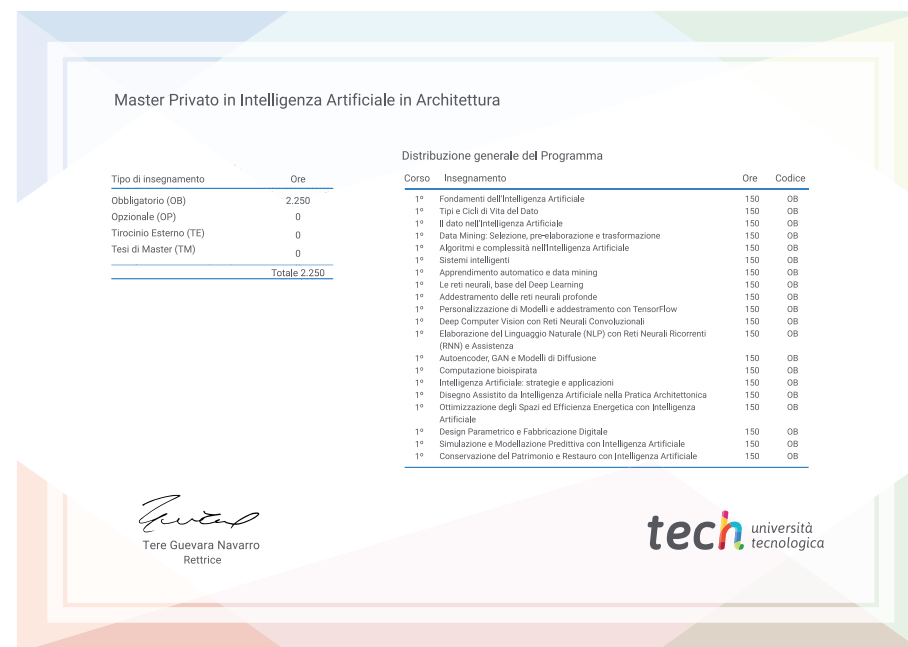 Master Privato in Intelligenza Artificiale in Architettura
Tipo di insegnamento Ore
Obbligatorio (OB) 2.250
Opzionale (OP) 0
Tirocinio Esterno (TE) 0
Tesi di Master (TM) 0
Totale 2.250
Distribuzione generale del Programma
Corso Insegnamento Ore Codice
1º Fondamenti dell'Intelligenza Artificiale 150 OB
1º Tipi e Cicli di Vita del Dato 150 OB
1º Il dato nell'Intelligenza Artificiale 150 OB
1º Data Mining: Selezione, pre-elaborazione e trasformazione 150 OB
1º Algoritmi e complessità nell'Intelligenza Artificiale 150 OB
1º Sistemi intelligenti 150 OB
1º Apprendimento automatico e data mining 150 OB
1º Le reti neurali, base del Deep Learning 150 OB
1º Addestramento delle reti neurali profonde 150 OB
1º Personalizzazione di Modelli e addestramento con TensorFlow 150 OB
1º Deep Computer Vision con Reti Neurali Convoluzionali 150 OB
1º Elaborazione del Linguaggio Naturale (NLP) con Reti Neurali Ricorrenti 150 OB
(RNN) e Assistenza
1º Autoencoder, GAN e Modelli di Diffusione 150 OB
1º Computazione bioispirata 150 OB
1º Intelligenza Artificiale: strategie e applicazioni 150 OB
1º Disegno Assistito da Intelligenza Artificiale nella Pratica Architettonica 150 OB
1º Ottimizzazione degli Spazi ed Efficienza Energetica con Intelligenza 150 OB
Artificiale
1º Design Parametrico e Fabbricazione Digitale 150 OB
1º Simulazione e Modellazione Predittiva con Intelligenza Artificiale 150 OB
1º Conservazione del Patrimonio e Restauro con Intelligenza Artificiale 150 OB
Tere Guevara Navarro
Rettrice
tech università
tecnologica